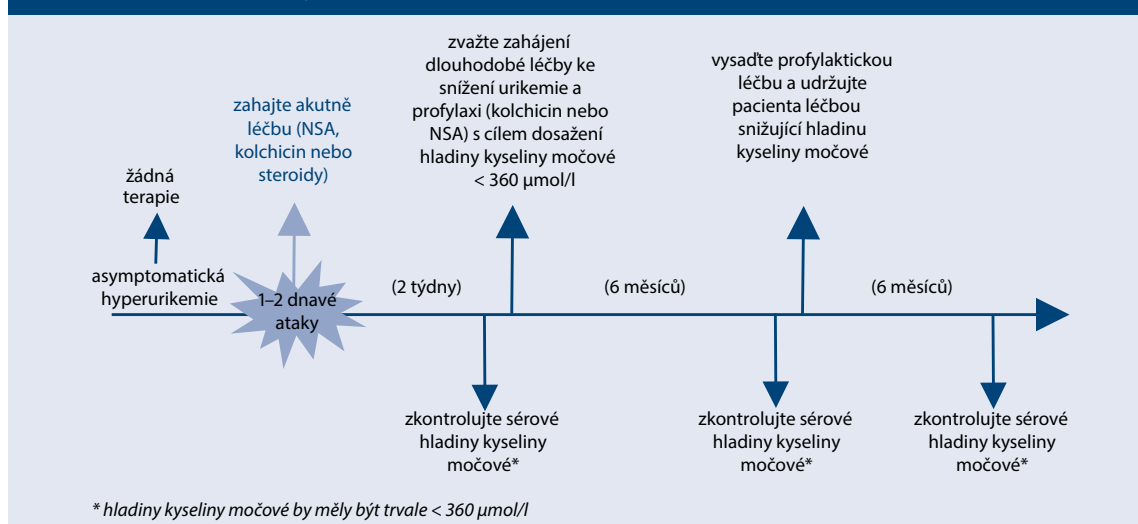 zvažte zahájení
dlouhodobé léčby ke
snížení urikemie a
profylaxi (kolchicin nebo
NSA) s cílem dosažení
hladiny kyseliny močové
< 360 µmol/l
vysaďte profylaktickou
léčbu a udržujte
pacienta léčbou
snižující hladinu
kyseliny močové
zahajte akutně
léčbu (NSA,
kolchicin nebo
steroidy)
žádná
terapie
asymptomatická
hyperurikemie
1–2 dnavé
ataky
(2 týdny)
(6 měsíců)
(6 měsíců)
zkontrolujte sérové
hladiny kyseliny
močové*
zkontrolujte sérové
hladiny kyseliny
močové*
zkontrolujte sérové
hladiny kyseliny
močové*
* hladiny kyseliny močové by měly být trvale < 360 µmol/l